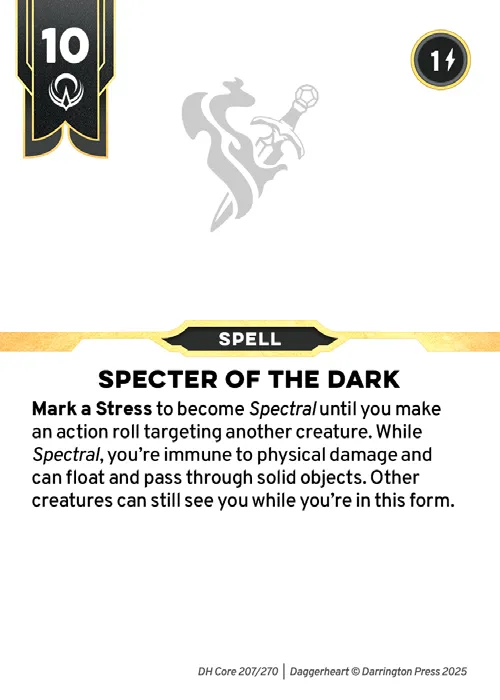 10
1
SPELL
SPECTER OF THE DARK
Mark a Stress to become Spectral until you make
an action roll targeting another creature. While
Spectral, you’re immune to physical damage and
can float and pass through solid objects. Other
creatures can still see you while you’re in this form.
DH Core 207/270 | Daggerheart © Darrington Press 2025